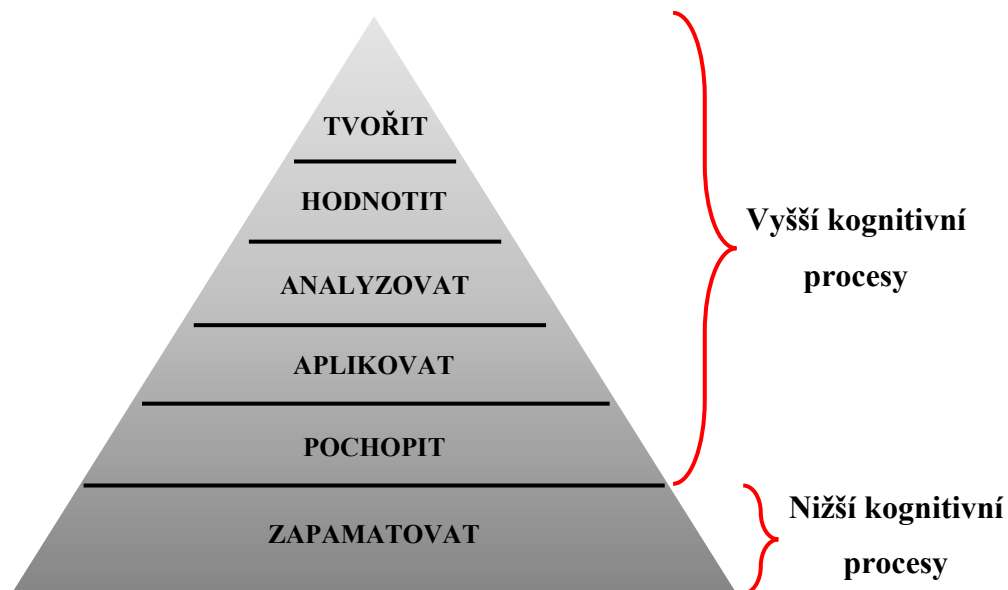 TVOŘIT
HODNOTIT
ANALYZOVAT
APLIKOVAT
POCHOPIT
ZAPAMATOVAT
Vyšší kognitivní
procesy
Nižší kognitivní
procesy